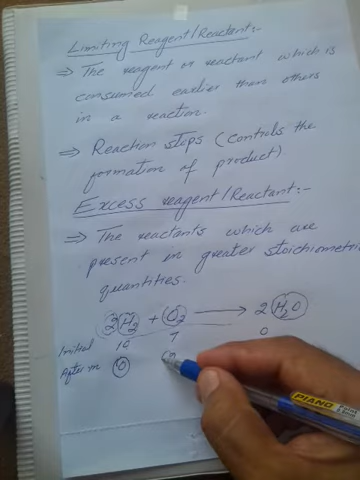 Limiting Reagent/Reactant:-
⇒ The reagent or reactant which is
consumed earlier then others
in a reaction.
⇒ Reaction stops (Controls the
formation of product)
Excess reagent/Reactant:-
⇒ The reactants which are
present in greater stoichiometric
quantities.
2H₂ + O₂ → 2H₂O
Initial 10 7 0
After rxn 0
PIANO